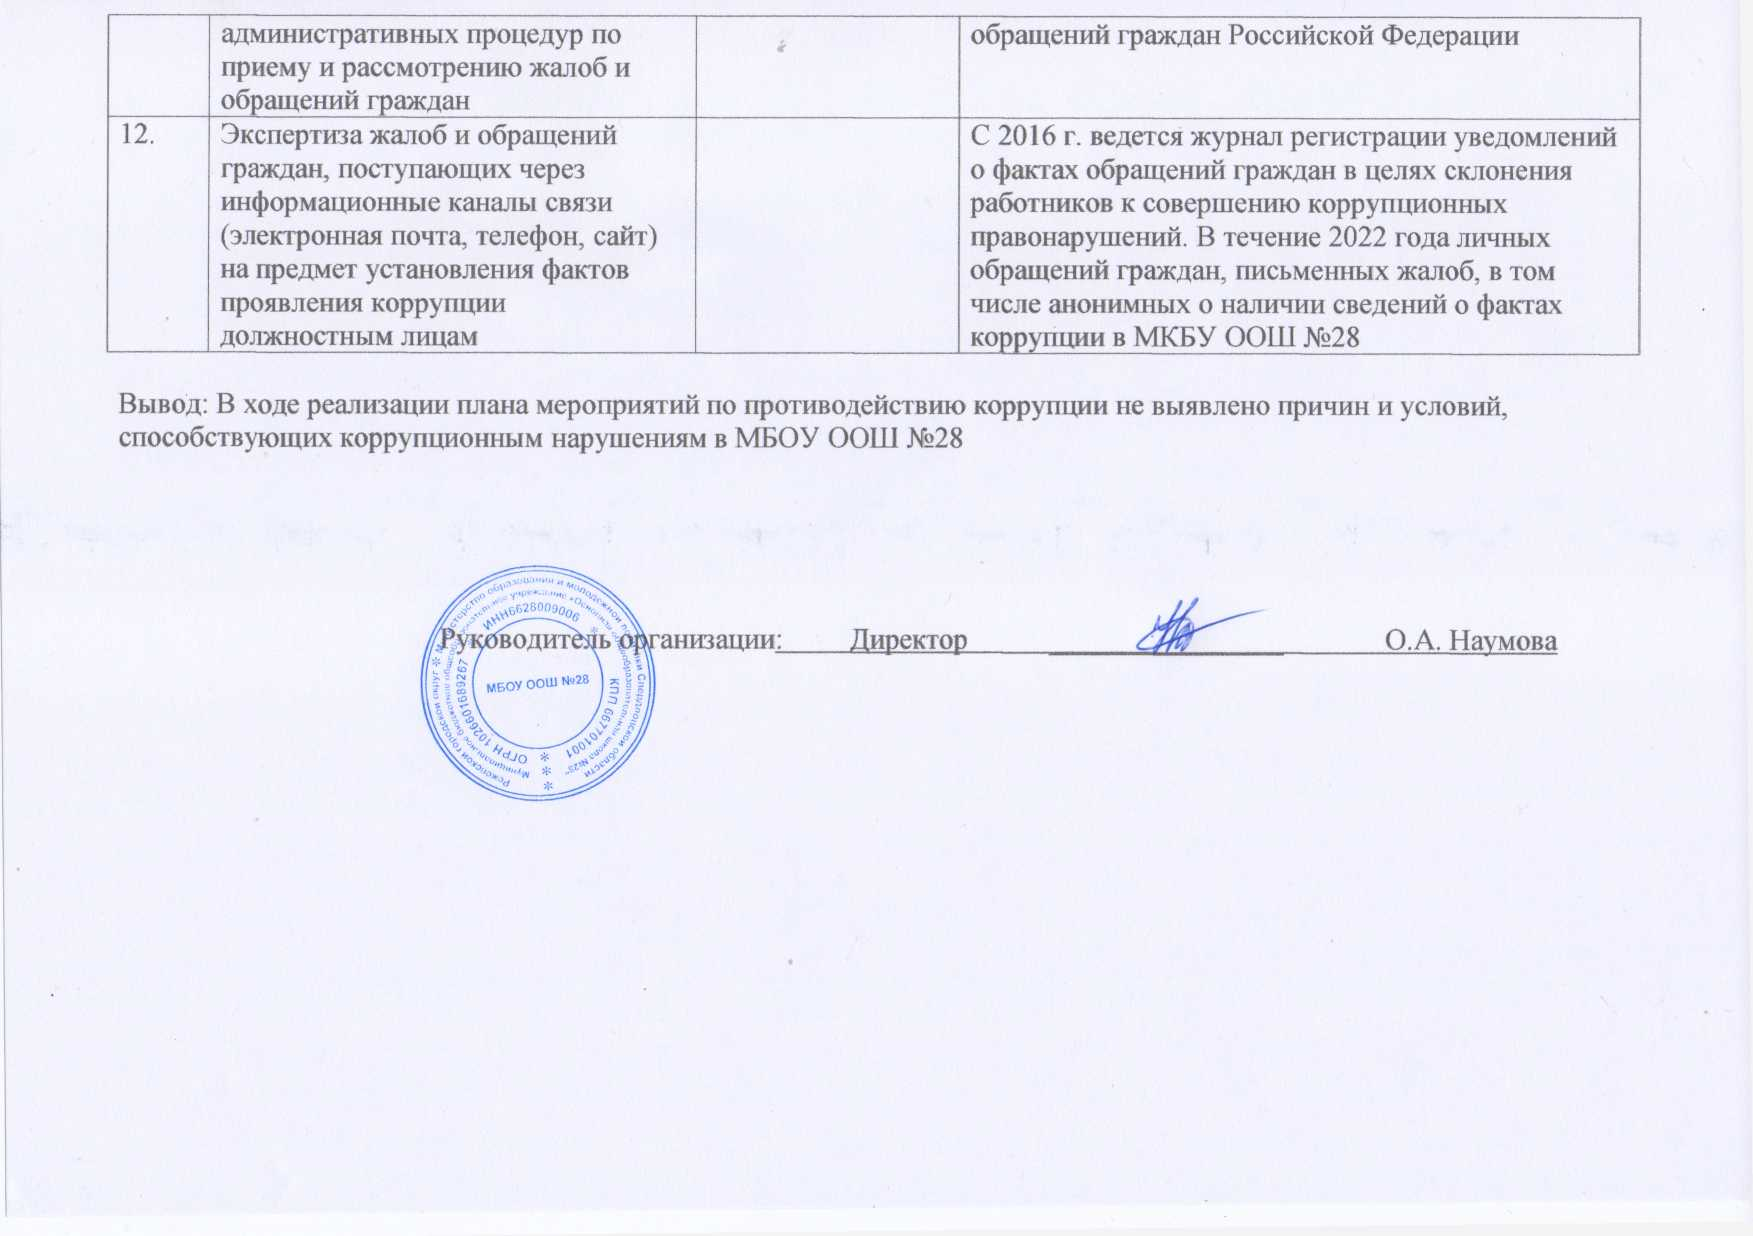 административных процедур по
приему и рассмотрению жалоб и
обращений граждан
обращений граждан Российской Федерации
12.
Экспертиза жалоб и обращений
граждан, поступающих через
информационные каналы связи
(электронная почта, телефон, сайт)
на предмет установления фактов
проявления коррупции
должностным лицам
С 2016 г. ведется журнал регистрации уведомлений
о фактах обращений граждан в целях склонения
работников к совершению коррупционных
правонарушений. В течение 2022 года личных
обращений граждан, письменных жалоб, в том
числе анонимных о наличии сведений о фактах
коррупции в МКБУ ООШ №28
Вывод: В ходе реализации плана мероприятий по противодействию коррупции не выявлено причин и условий,
способствующих коррупционным нарушениям в МБОУ ООШ №28
Руководитель организации: Директор О.А. Наумова
ИНН6628009006
КПП 667701001
ОГРН 1026601689267
МБОУ ООШ №28